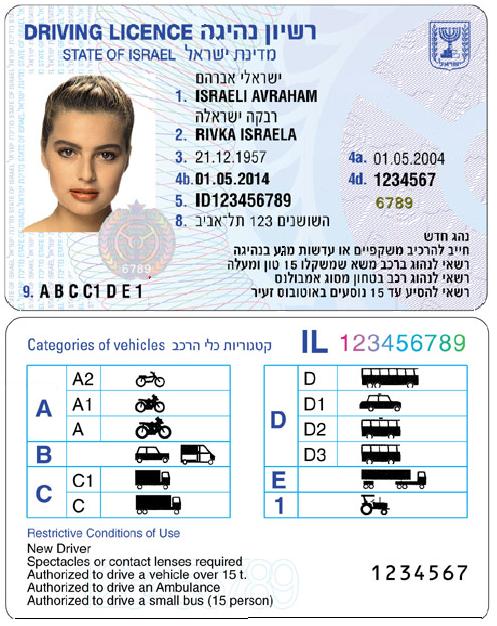 DRIVING LICENCE רשיון נהיגה
STATE OF ISRAEL מדינת ישראל
ישראלי אברהם
1. ISRAELI AVRAHAM
רבקה ישראלה
2. RIVKA ISRAELA
3. 21.12.1957 4a. 01.05.2004
4b. 01.05.2014 4d. 1234567
5. ID123456789 6789
8. השושנים 123 תל־אביב
נהג חדש
חייב להרכיב משקפיים או עדשות מגע בנהיגה
רשאי לנהוג ברכב משא שמשקלו 15 טון ומעלה
רשאי לנהוג רכב בטחון מסוג אמבולנס
רשאי להסיע עד 15 נוסעים באוטובוס זעיר
6789
9. A B C C1 D E 1
Categories of vehicles קטגוריות כלי הרכב IL 123456789
A
A2
A1
A
B
C
C1
C
D
D
D1
D2
D3
E
1
Restrictive Conditions of Use
New Driver
Spectacles or contact lenses required
Authorized to drive a vehicle over 15 t.
Authorized to drive an Ambulance
Authorized to drive a small bus (15 person)
1234567